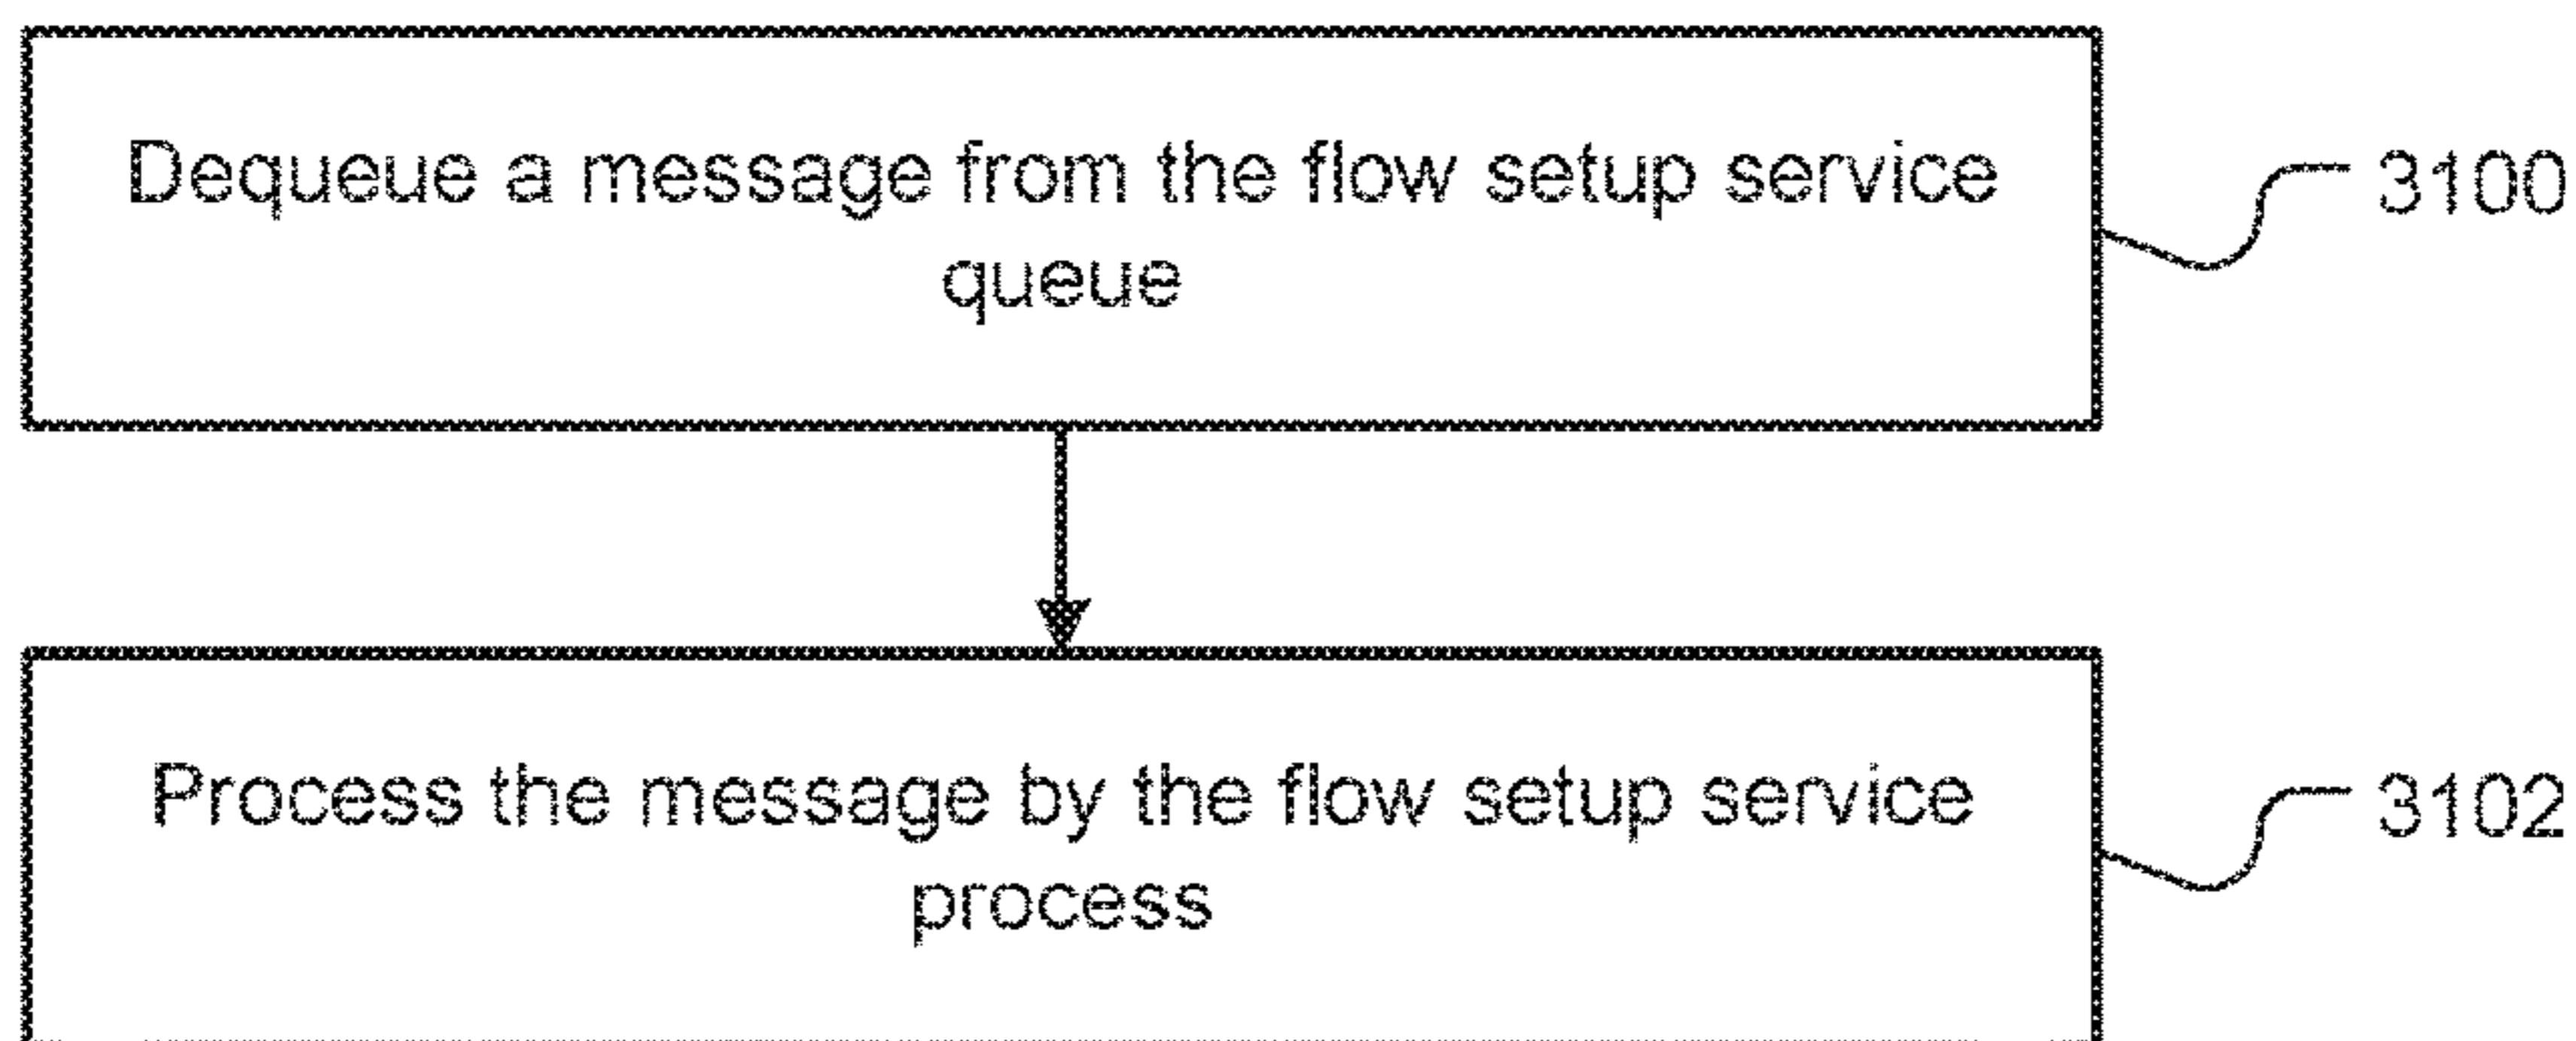 Dequeue a message from the flow setup service
queue
3100
Process the message by the flow setup service
process
3102